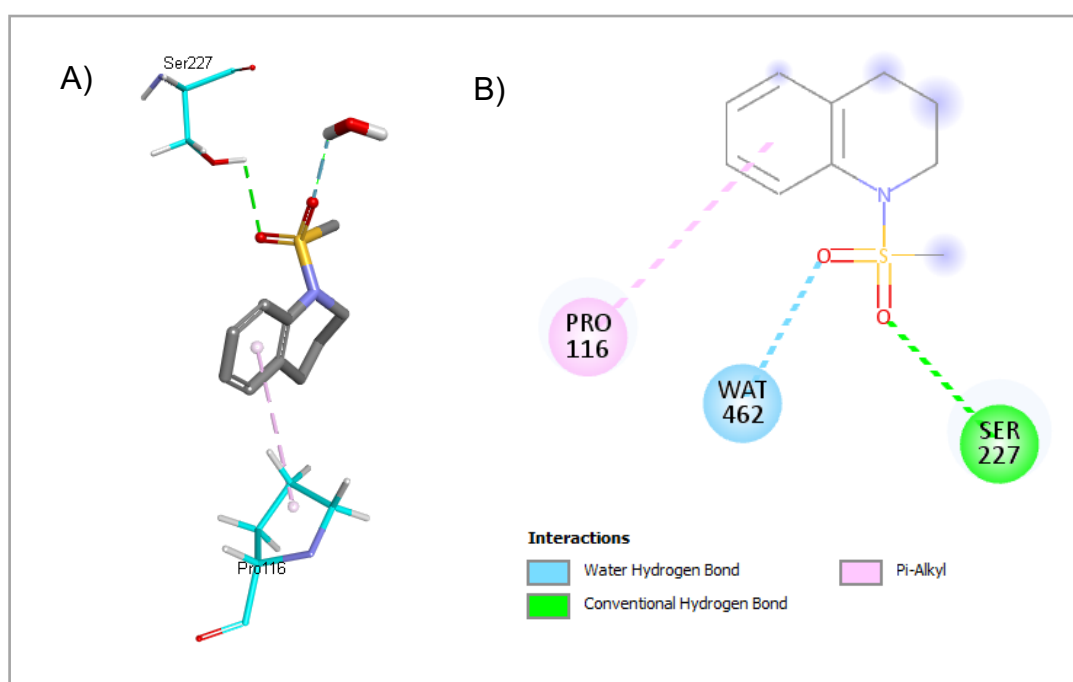 A)
Ser227
Pro116
B)
N
O
S
O
PRO
116
WAT
462
SER
227
Interactions
Water Hydrogen Bond
Pi-Alkyl
Conventional Hydrogen Bond